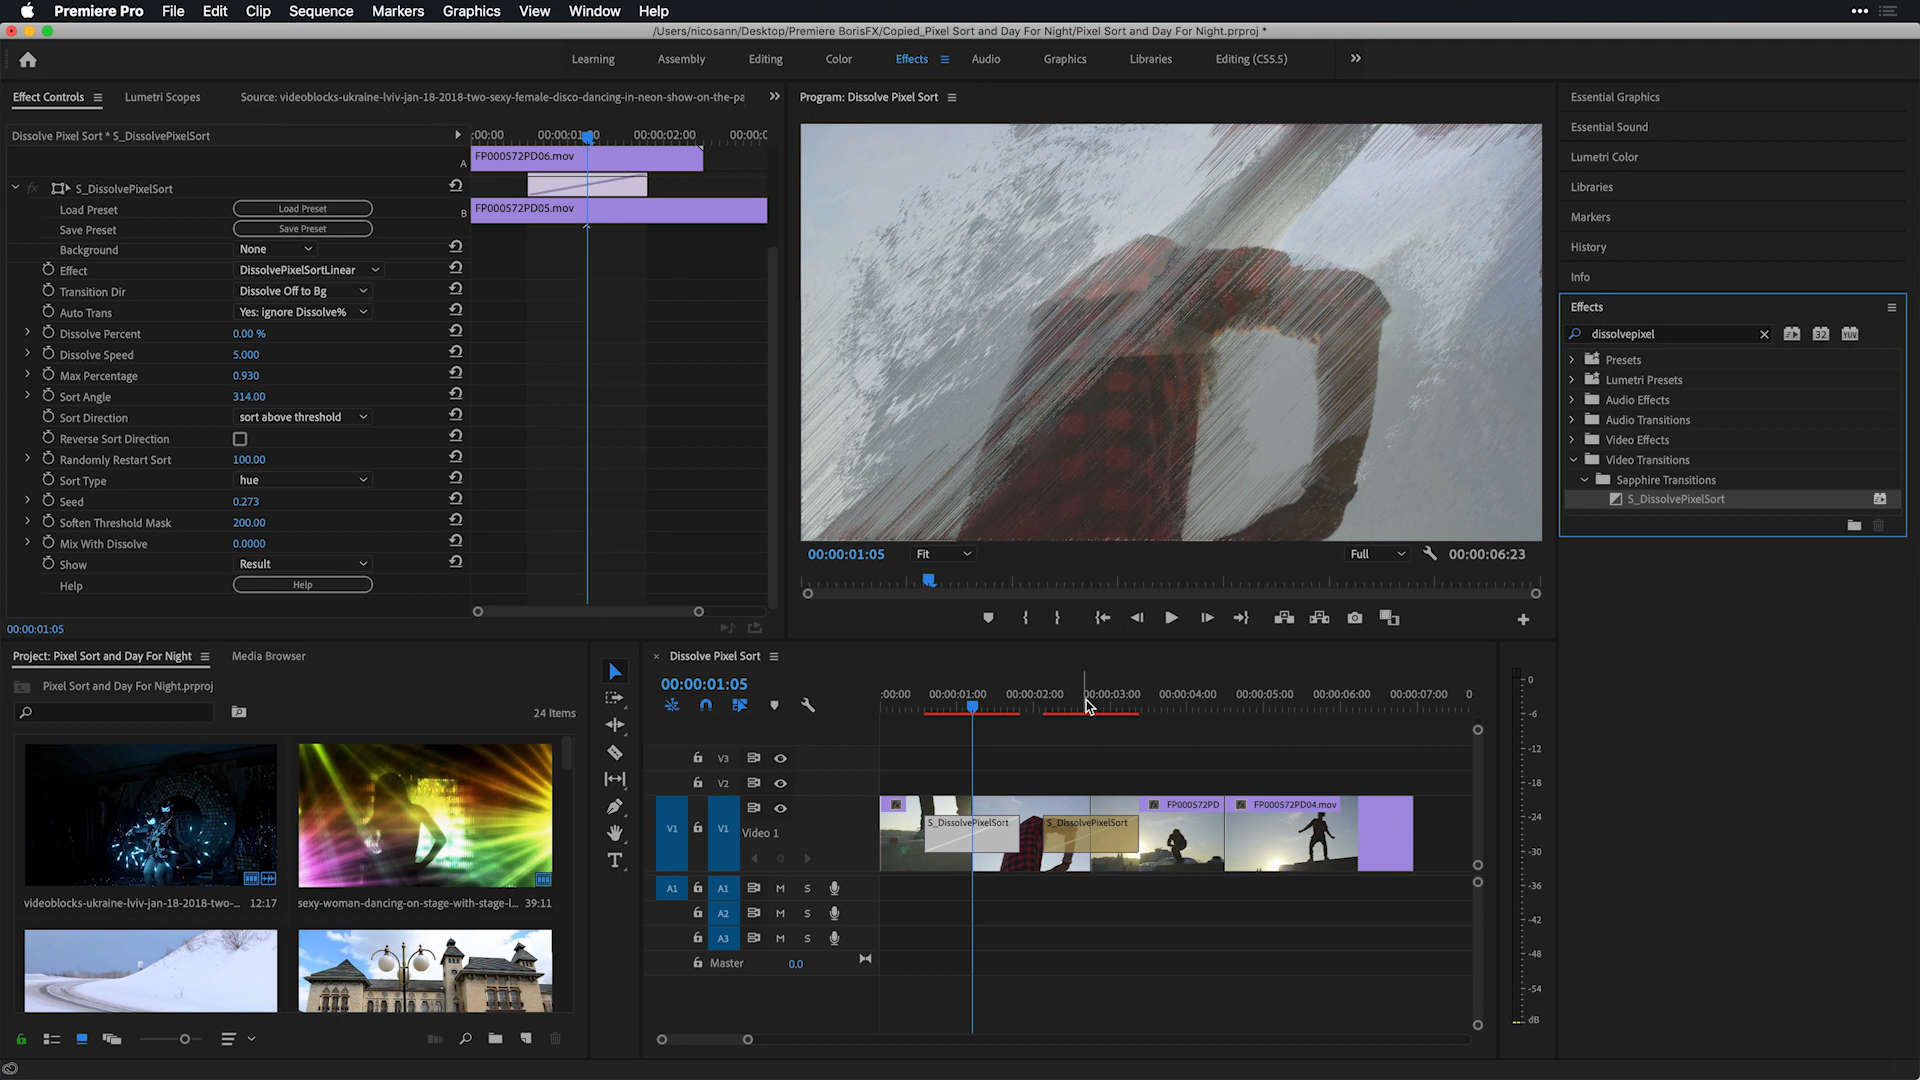 Premiere Pro File Edit Clip Sequence Markers Graphics View Window Help
/Users/nicosann/Desktop/Premiere BorisFX/Copied_Pixel Sort and Day For Night/Pixel Sort and Day For Night.prproj *
Learning Assembly Editing Color Effects Audio Graphics Libraries Editing (CS5.5)
Effect Controls Lumetri Scopes Source: videoblocks-ukraine-lviv-jan-18-2018-two-sexy-female-disco-dancing-in-neon-show-on-the-pa
Dissolve Pixel Sort * S_DissolvePixelSort
:00:00 00:00:01:00 00:00:02:00 00:00:0
A FP000572PD06.mov
fx S_DissolvePixelSort
B FP000572PD05.mov
Load Preset Load Preset
Save Preset Save Preset
Background None
Effect DissolvePixelSortLinear
Transition Dir Dissolve Off to Bg
Auto Trans Yes: ignore Dissolve%
Dissolve Percent 0.00 %
Dissolve Speed 5.000
Max Percentage 0.930
Sort Angle 314.00
Sort Direction sort above threshold
Reverse Sort Direction
Randomly Restart Sort 100.00
Sort Type hue
Seed 0.273
Soften Threshold Mask 200.00
Mix With Dissolve 0.0000
Show Result
Help Help
00:00:01:05
Program: Dissolve Pixel Sort
00:00:01:05 Fit Full 00:00:06:23
Essential Graphics
Essential Sound
Lumetri Color
Libraries
Markers
History
Info
Effects
dissolvepixel 32 YUV
Presets
Lumetri Presets
Audio Effects
Audio Transitions
Video Effects
Video Transitions
Sapphire Transitions
S_DissolvePixelSort
Project: Pixel Sort and Day For Night Media Browser
Pixel Sort and Day For Night.prproj
24 Items
videoblocks-ukraine-lviv-jan-18-2018-two-... 12:17
sexy-woman-dancing-on-stage-with-stage-l... 39:11
Dissolve Pixel Sort
00:00:01:05
:00:00 00:00:01:00 00:00:02:00 00:00:03:00 00:00:04:00 00:00:05:00 00:00:06:00 00:00:07:00 0
V3
V2
V1 V1 Video 1
fx S_DissolvePixelSort S_DissolvePixelSort fx FP000572PD fx FP000572PD04.mov
A1 A1 M S
A2 M S
A3 M S
Master 0.0
0
-6
-12
-18
-24
-30
-36
-42
-48
-54
dB